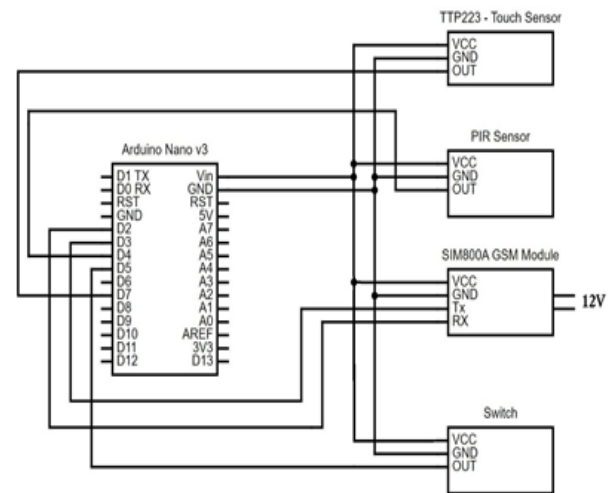 TTP223 - Touch Sensor
VCC
GND
OUT
PIR Sensor
VCC
GND
OUT
Arduino Nano v3
D1 TX Vin
D0 RX GND
RST RST
GND 5V
D2 A7
D3 A6
D4 A5
D5 A4
D6 A3
D7 A2
D8 A1
D9 A0
D10 AREF
D11 3V3
D12 D13
SIM800A GSM Module
VCC
GND
Tx
RX
12V
Switch
VCC
GND
OUT